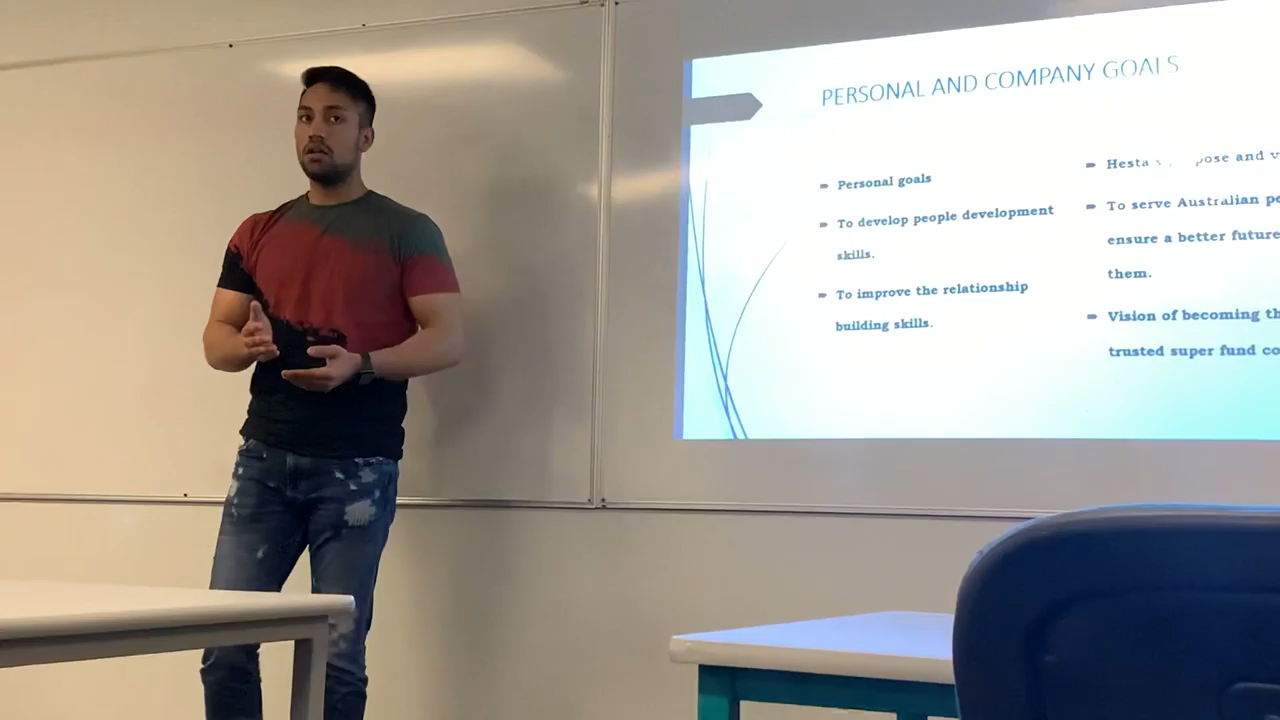 PERSONAL AND COMPANY GOALS
Personal goals
To develop people development
skills.
To improve the relationship
building skills.
Hesta
and
To serve Australian
ensure a better future
them.
Vision of becoming
trusted super fund